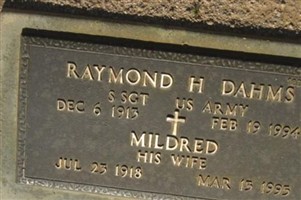 RAYMOND H DAHMS
S SGT US ARMY
DEC 6 1913 FEB 19 1994
MILDRED
HIS WIFE
JUL 23 1918 MAR 15 1995